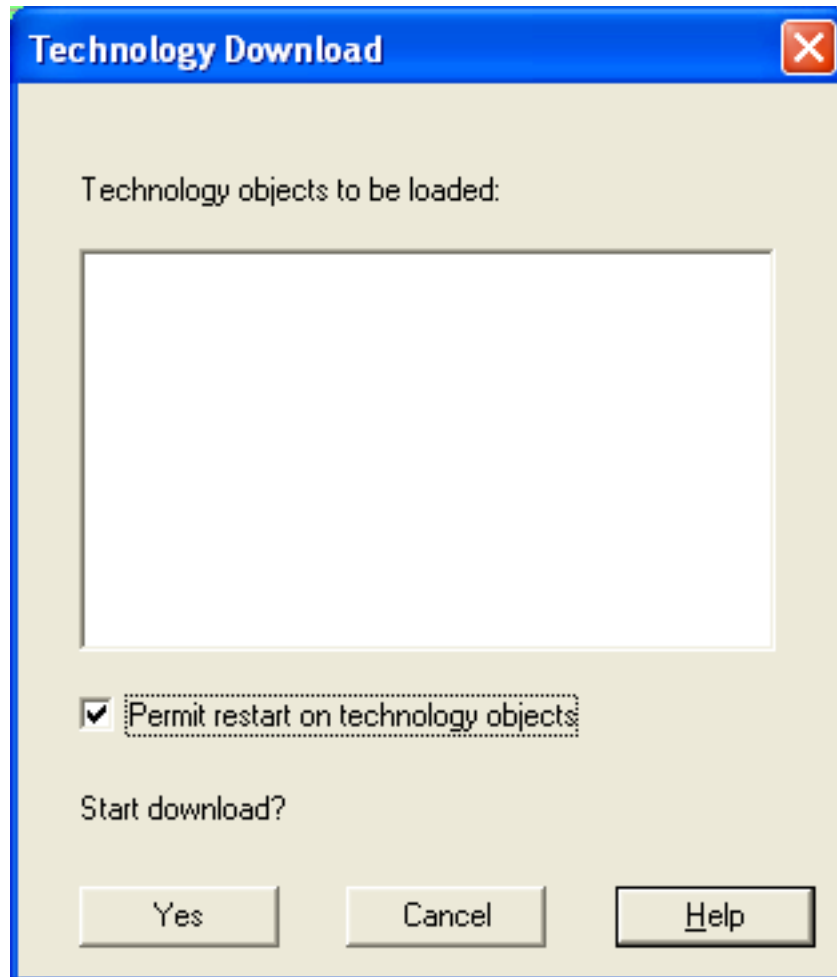 Technology Download
Technology objects to be loaded:
Permit restart on technology objects
Start download?
Yes Cancel Help